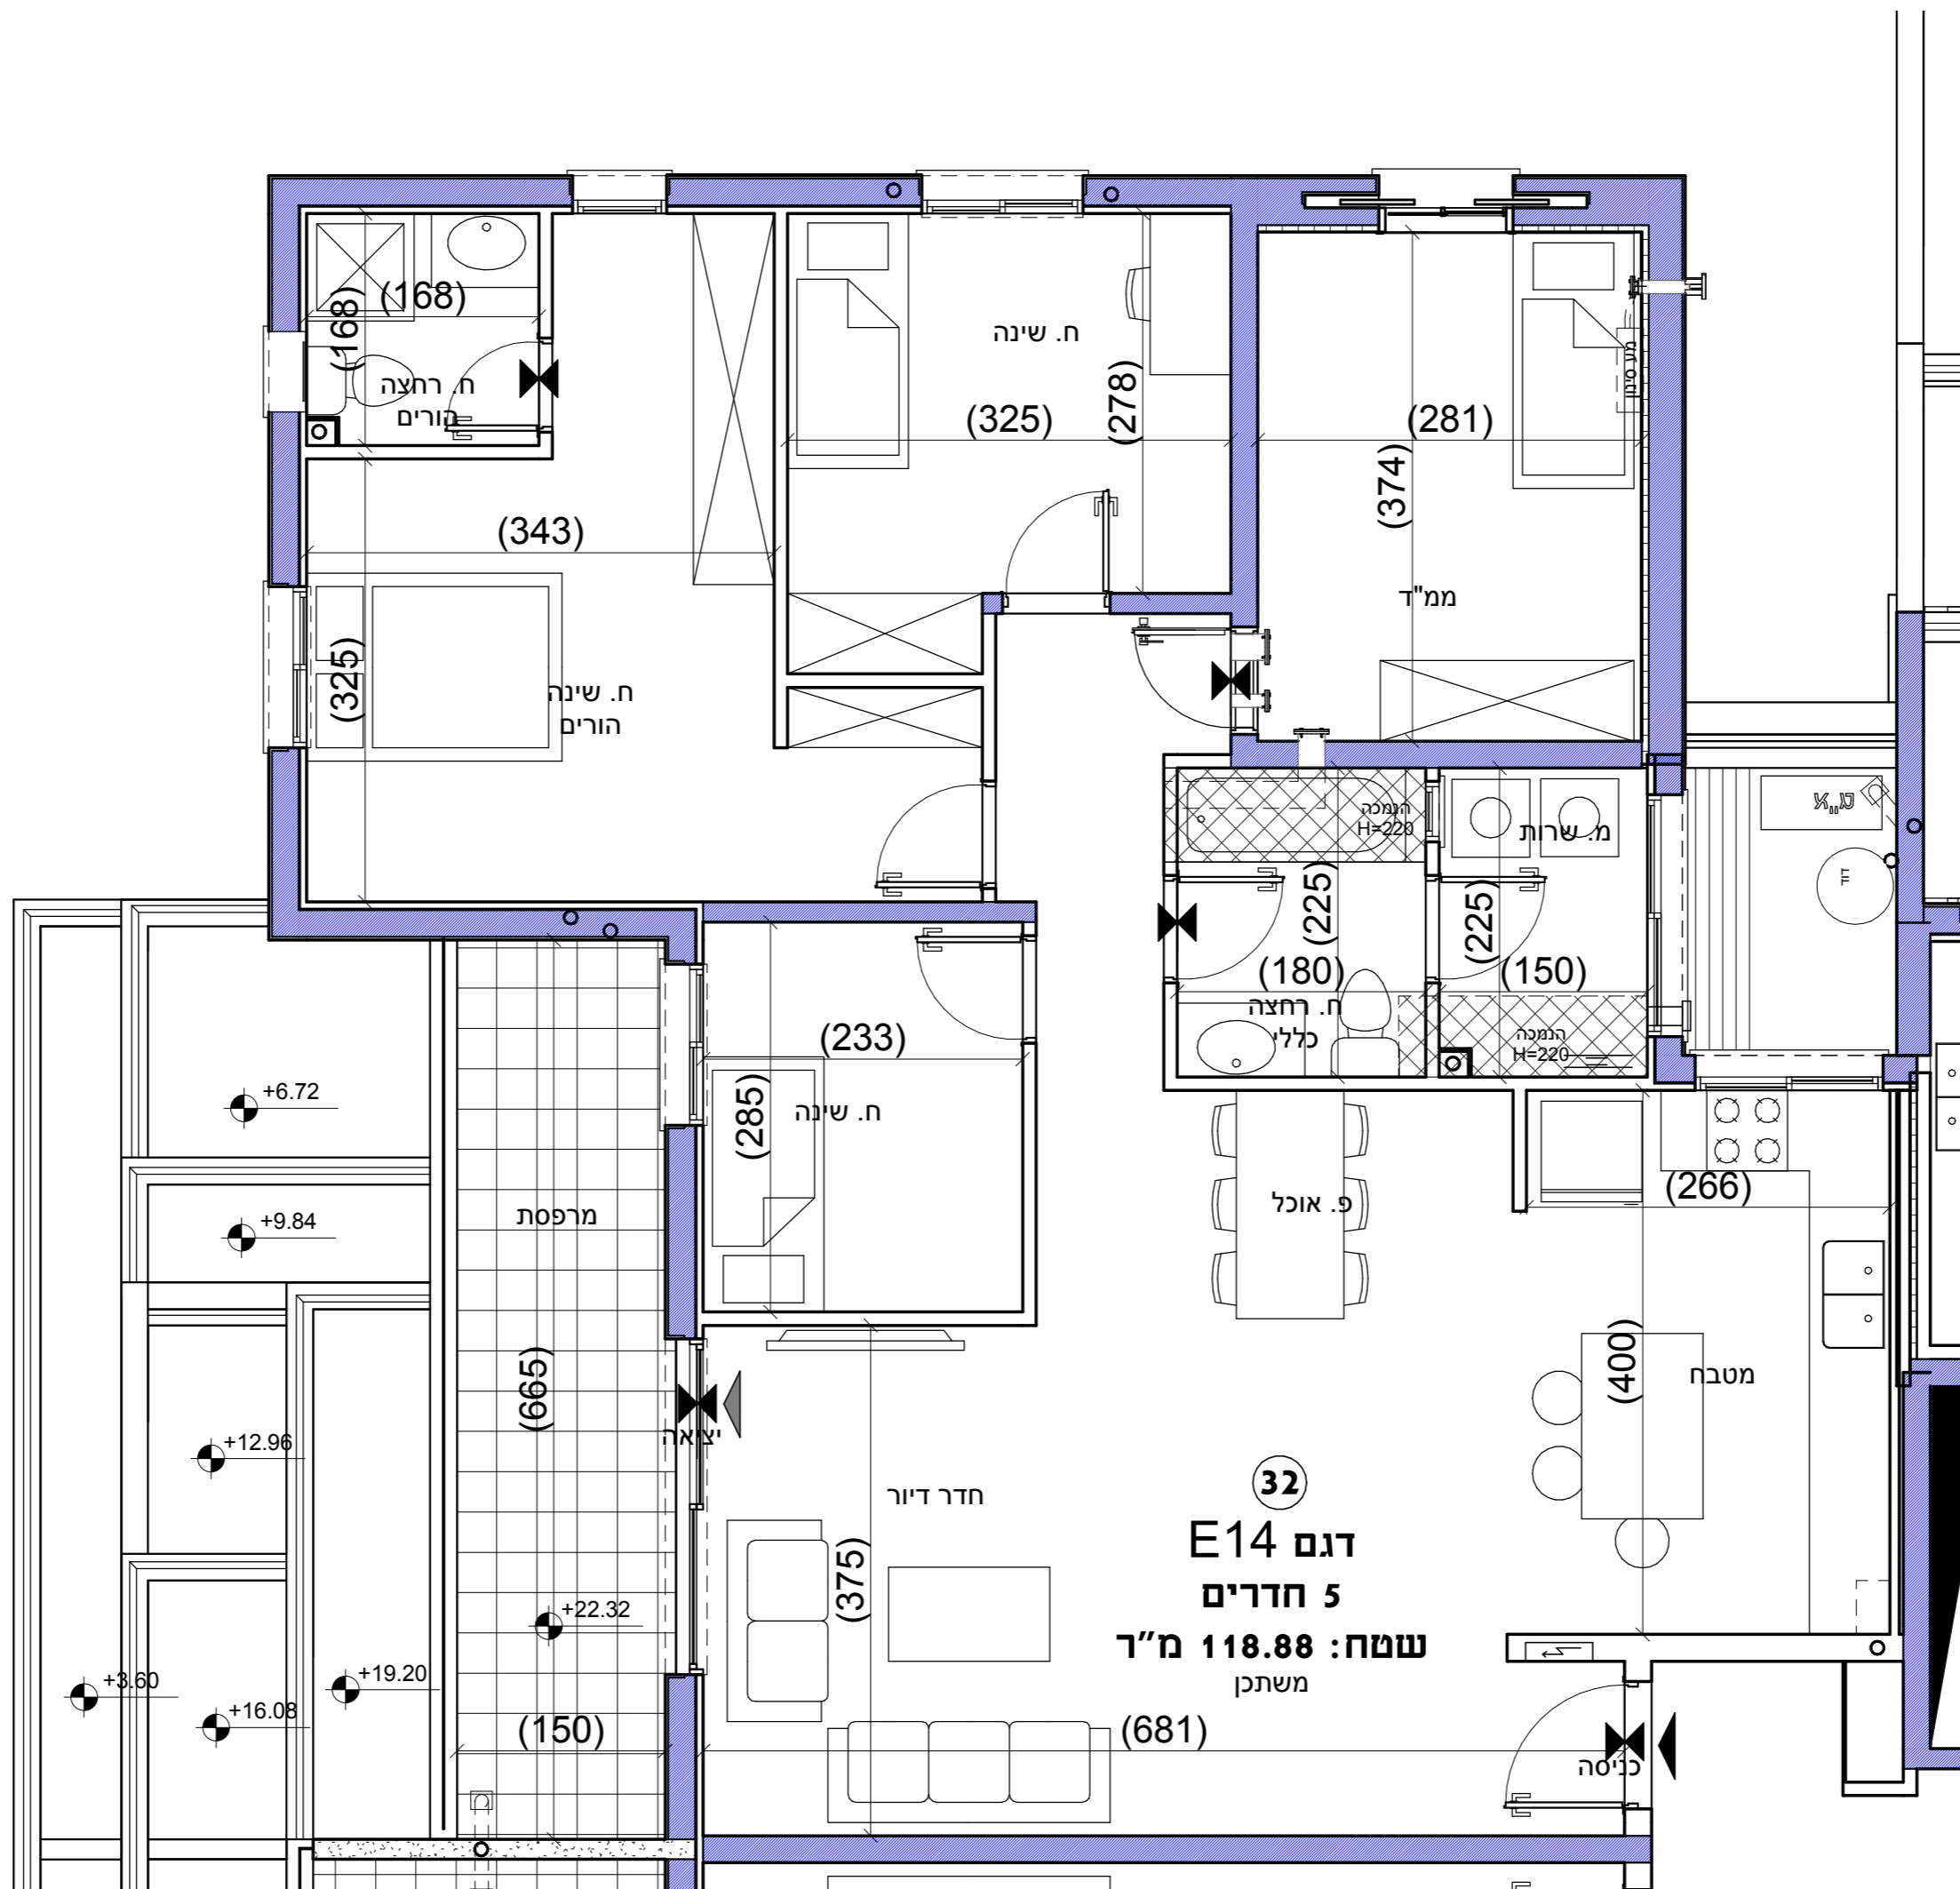 (168)
(168)
ח. רחצה
הורים
ח. שינה
(325)
(278)
(281)
(374)
מע' סינון
ממ"ד
(343)
(325)
ח. שינה
הורים
הנמכה
H=220
מ. שרות
מ"א
דוד
(225)
(225)
(180)
(150)
ח. רחצה
כללי
הנמכה
H=220
(233)
(285)
ח. שינה
+6.72
+9.84
מרפסת
פ. אוכל
(266)
(400)
מטבח
(665)
יציאה
+12.96
חדר דיור
(375)
32
דגם E14
5 חדרים
שטח: 118.88 מ"ר
משתכן
+22.32
+19.20
+3.60
+16.08
(150)
(681)
כניסה